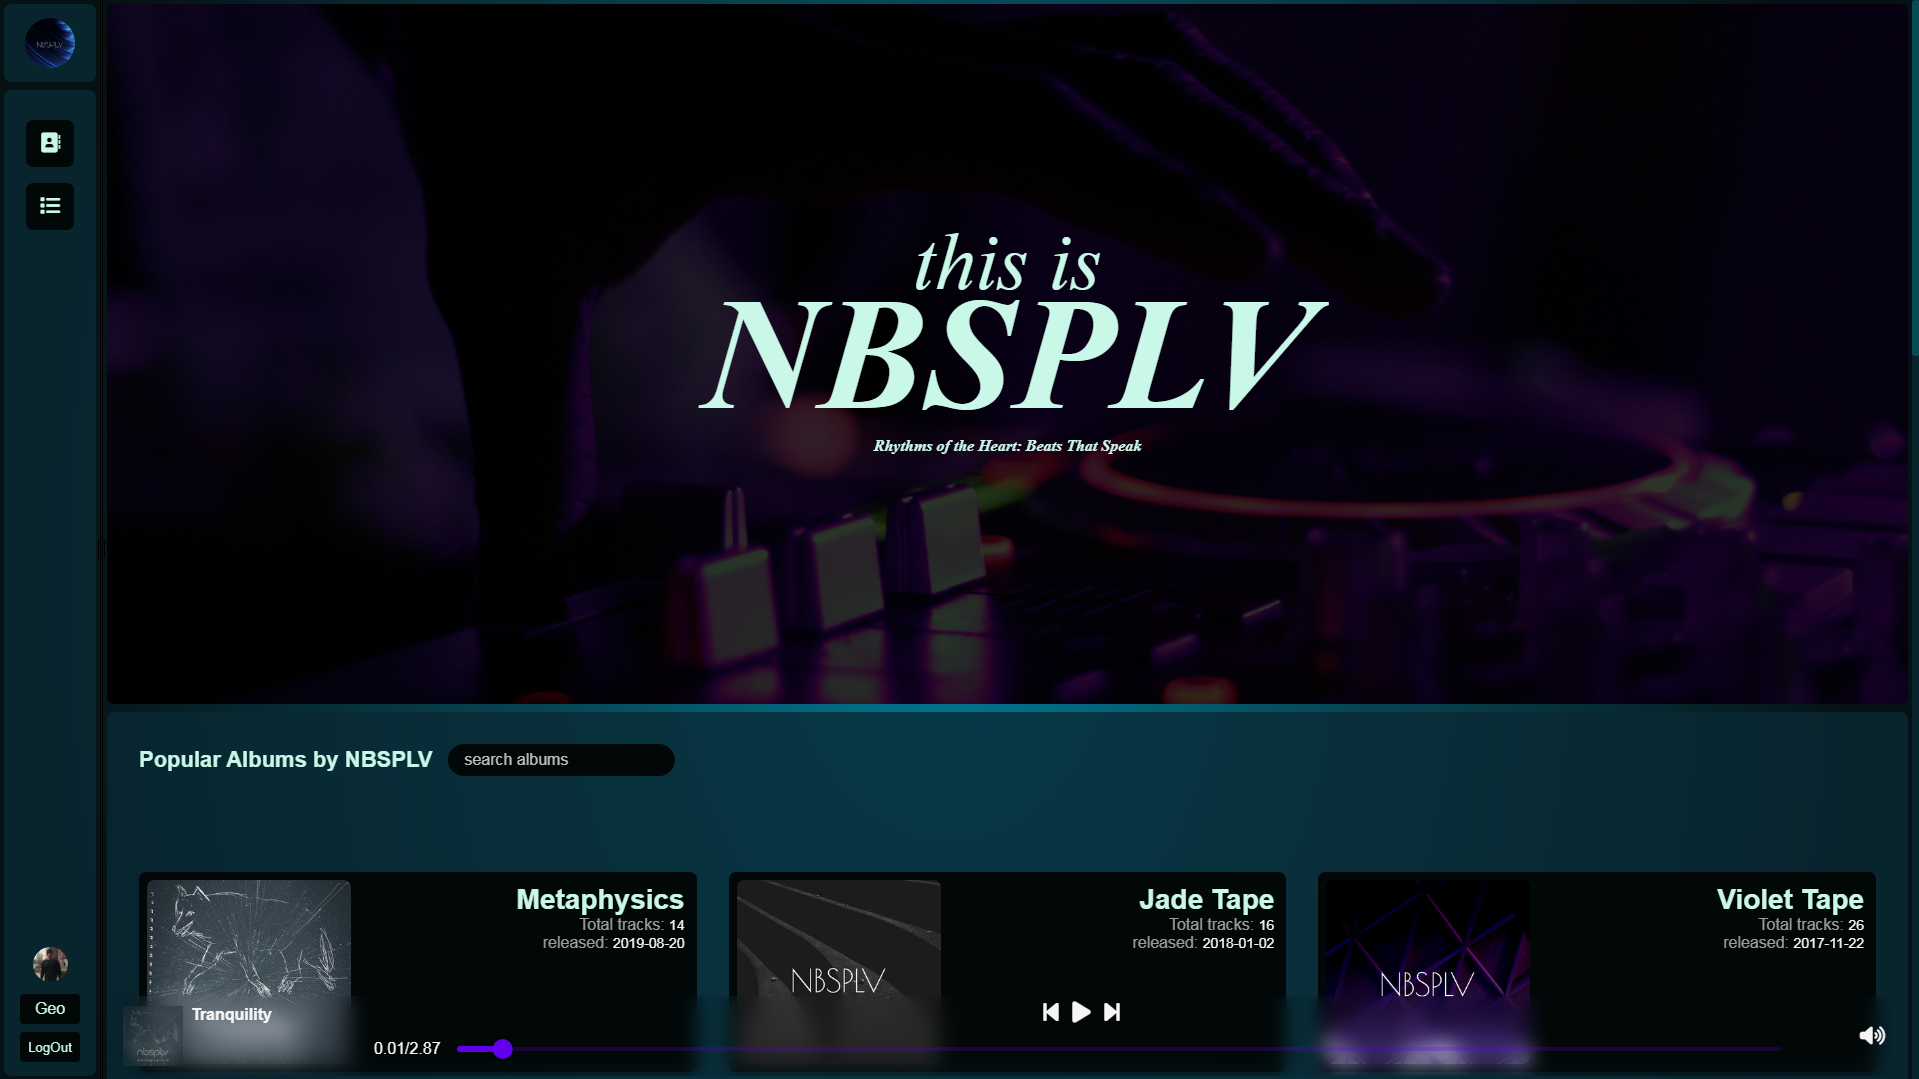 NBSPLV
this is
NBSPLV
Rhythms of the Heart: Beats That Speak
Popular Albums by NBSPLV
search albums
Metaphysics
Total tracks: 14
released: 2019-08-20
NBSPLV
Jade Tape
Total tracks: 16
released: 2018-01-02
NBSPLV
Violet Tape
Total tracks: 26
released: 2017-11-22
Geo
LogOut
nbsplv
Tranquility
0.01/2.87